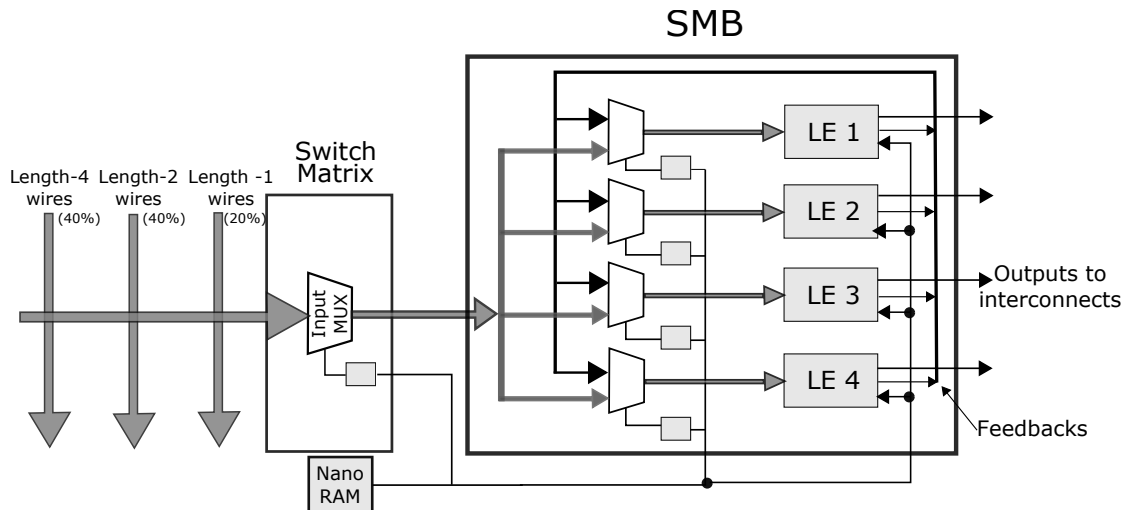 SMB
Switch
Matrix
Length-4
wires
(40%)
Length-2
wires
(40%)
Length -1
wires
(20%)
Input
MUX
Nano
RAM
LE 1
LE 2
LE 3
LE 4
Outputs to
interconnects
Feedbacks